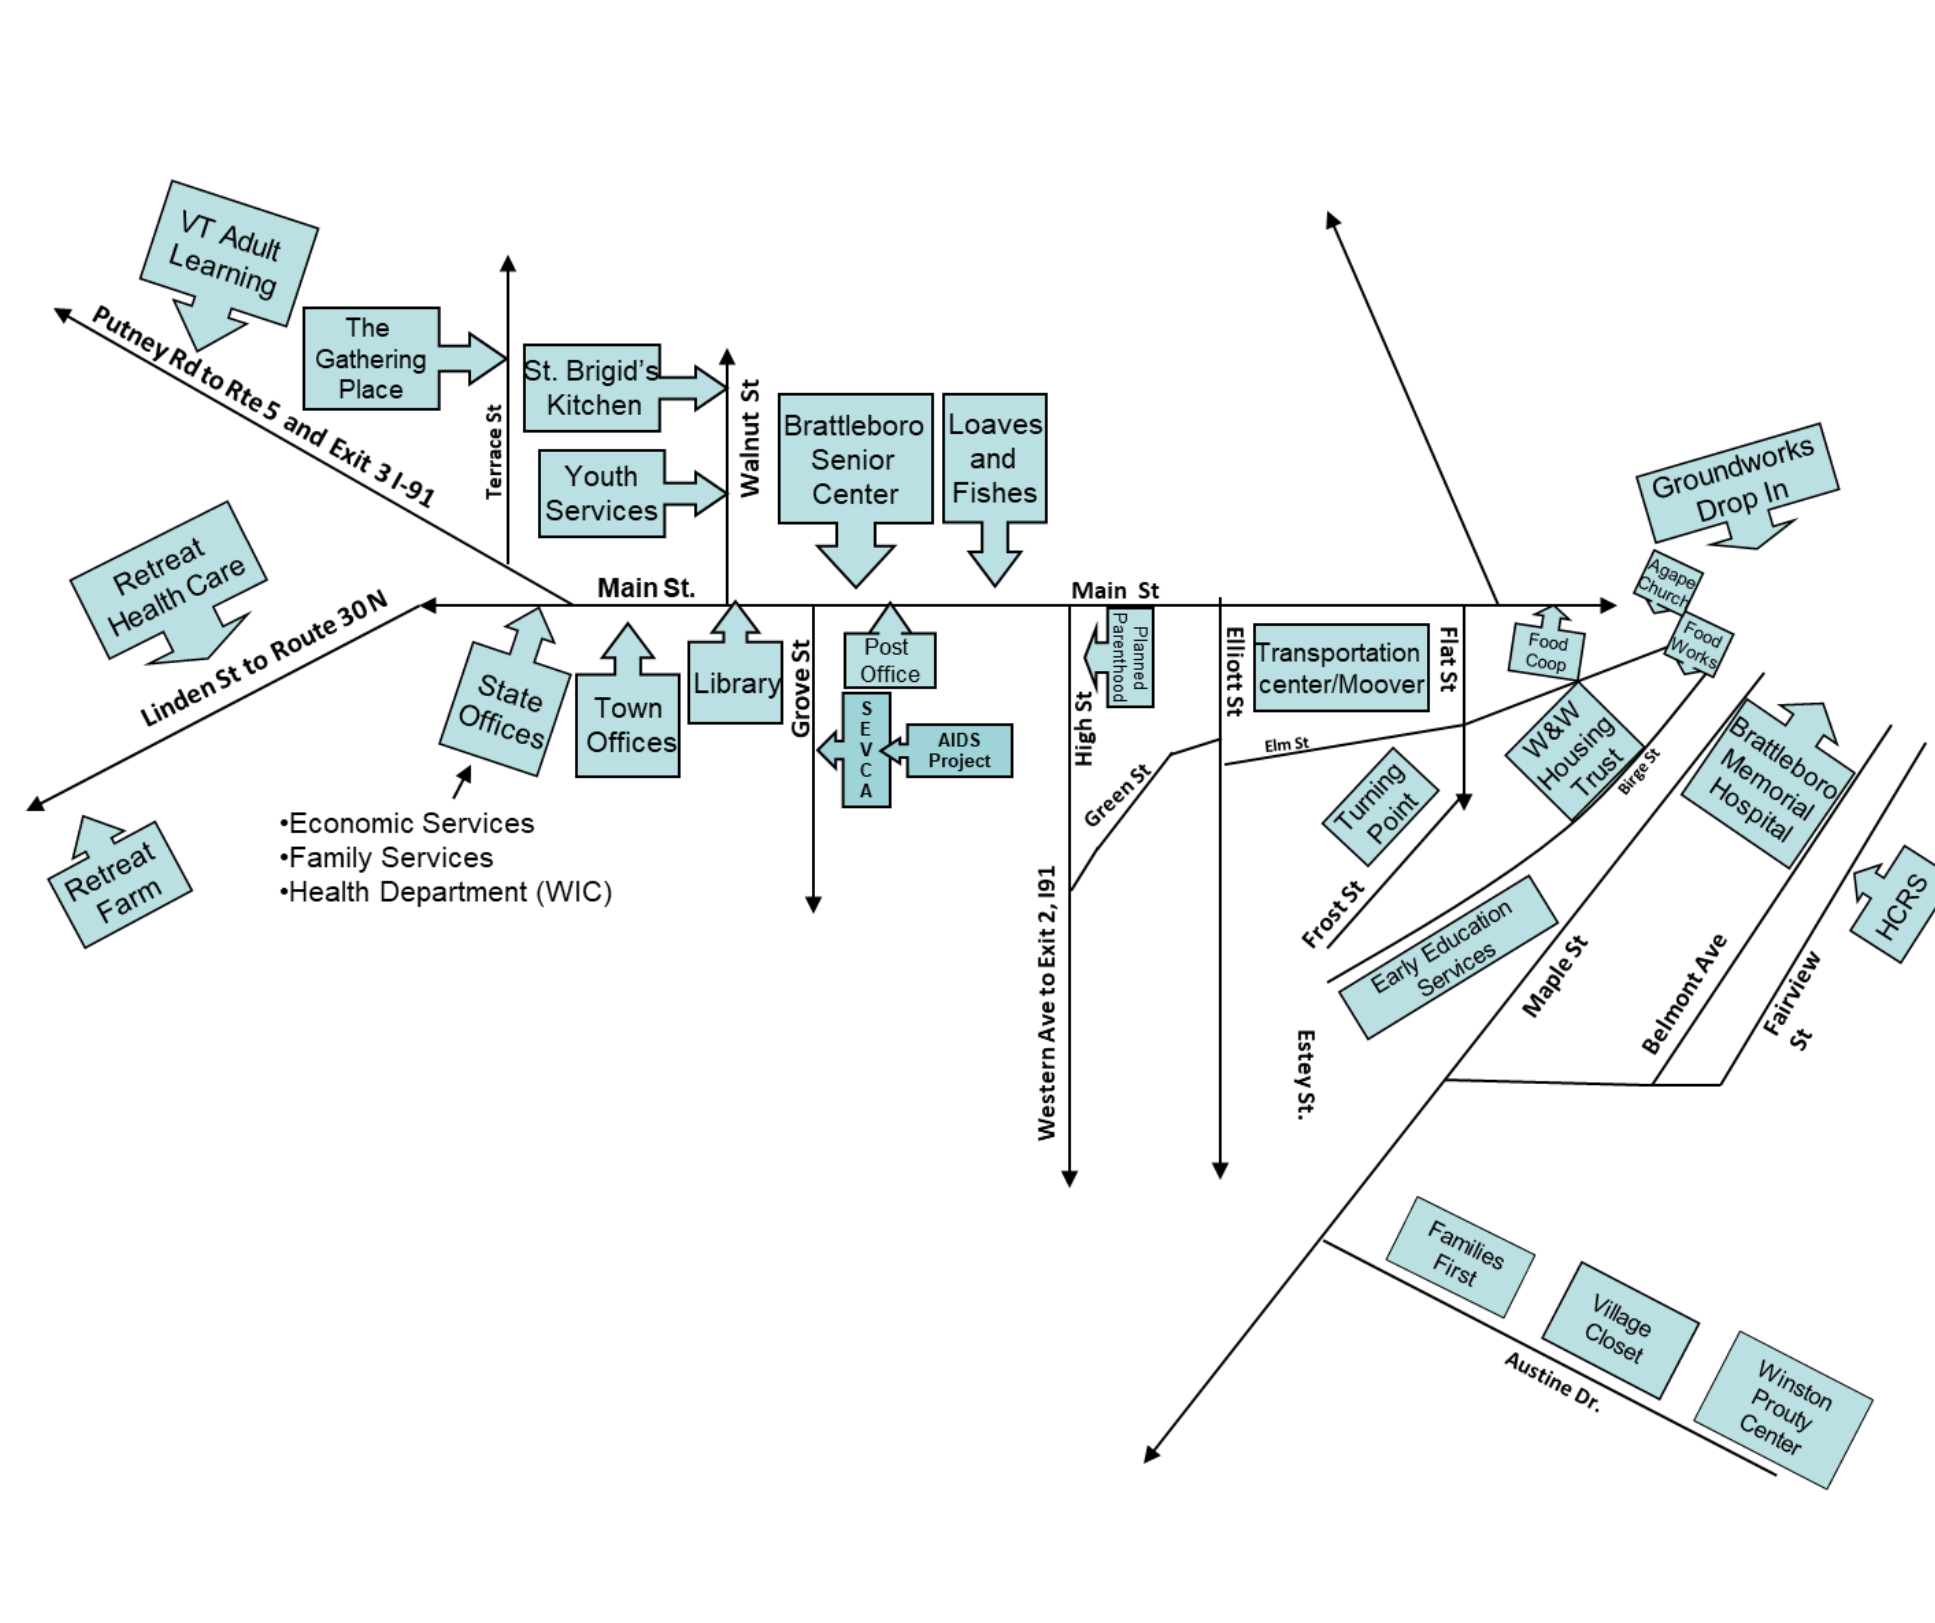 VT Adult
Learning
Putney Rd to Rte 5 and Exit 3 I-91
The
Gathering
Place
Terrace St
St. Brigid's
Kitchen
Youth
Services
Walnut St
Brattleboro
Senior
Center
Loaves
and
Fishes
Groundworks
Drop In
Agape
Church
Food
Works
Retreat
Health Care
Linden St to Route 30 N
Retreat
Farm
Main St.
Main St
State
Offices
Town
Offices
Library
Grove St
Post
Office
S
E
V
C
A
AIDS
Project
•Economic Services
•Family Services
•Health Department (WIC)
High St
Planned
Parenthood
Green St
Western Ave to Exit 2, I91
Elliott St
Transportation
center/Moover
Flat St
Elm St
Food
Coop
W&W
Housing
Trust
Birge St
Turning
Point
Frost St
Early Education
Services
Estey St.
Brattleboro
Memorial
Hospital
Maple St
Belmont Ave
Fairview
St
HCRS
Families
First
Village
Closet
Winston
Prouty
Center
Austine Dr.